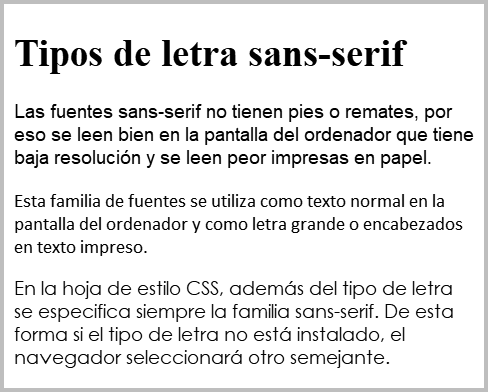 Tipos de letra sans-serif
Las fuentes sans-serif no tienen pies o remates, por
eso se leen bien en la pantalla del ordenador que tiene
baja resolución y se leen peor impresas en papel.
Esta familia de fuentes se utiliza como texto normal en la
pantalla del ordenador y como letra grande o encabezados
en texto impreso.
En la hoja de estilo CSS, además del tipo de letra
se especifica siempre la familia sans-serif. De esta
forma si el tipo de letra no está instalado, el
navegador seleccionará otro semejante.